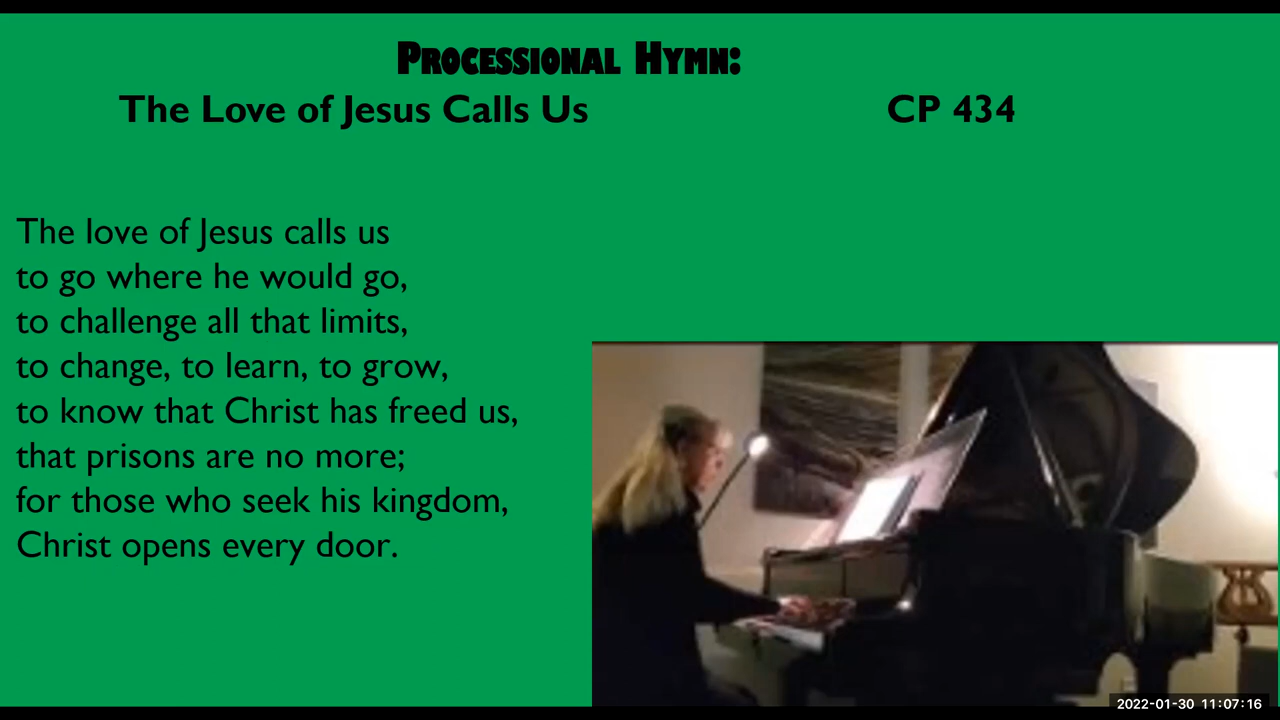 Processional Hymn:
The Love of Jesus Calls Us CP 434
The love of Jesus calls us
to go where he would go,
to challenge all that limits,
to change, to learn, to grow,
to know that Christ has freed us,
that prisons are no more;
for those who seek his kingdom,
Christ opens every door.
2022-01-30 11:07:16